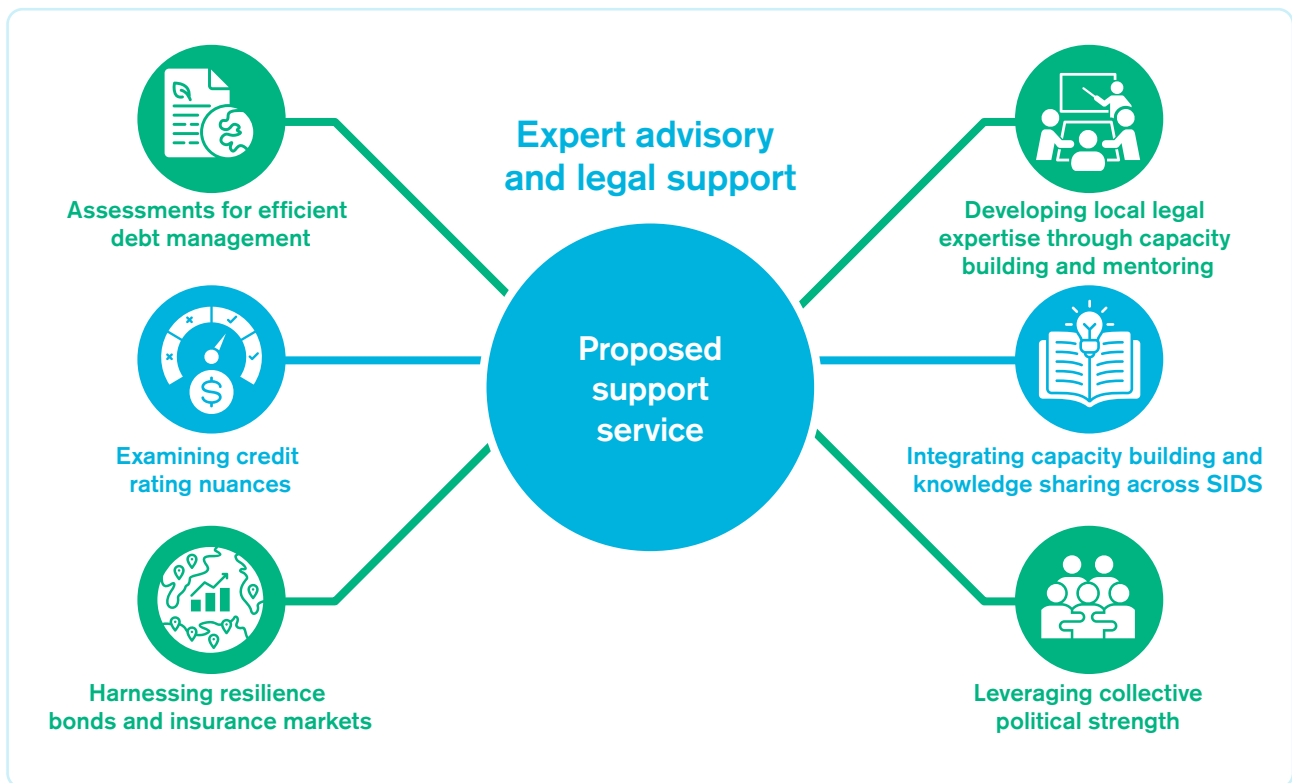 Expert advisory
and legal support
Assessments for efficient
debt management
Examining credit
rating nuances
Harnessing resilience
bonds and insurance markets
Proposed
support
service
$
Developing local legal
expertise through capacity
building and mentoring
Integrating capacity building and
knowledge sharing across SIDS
Leveraging collective
political strength